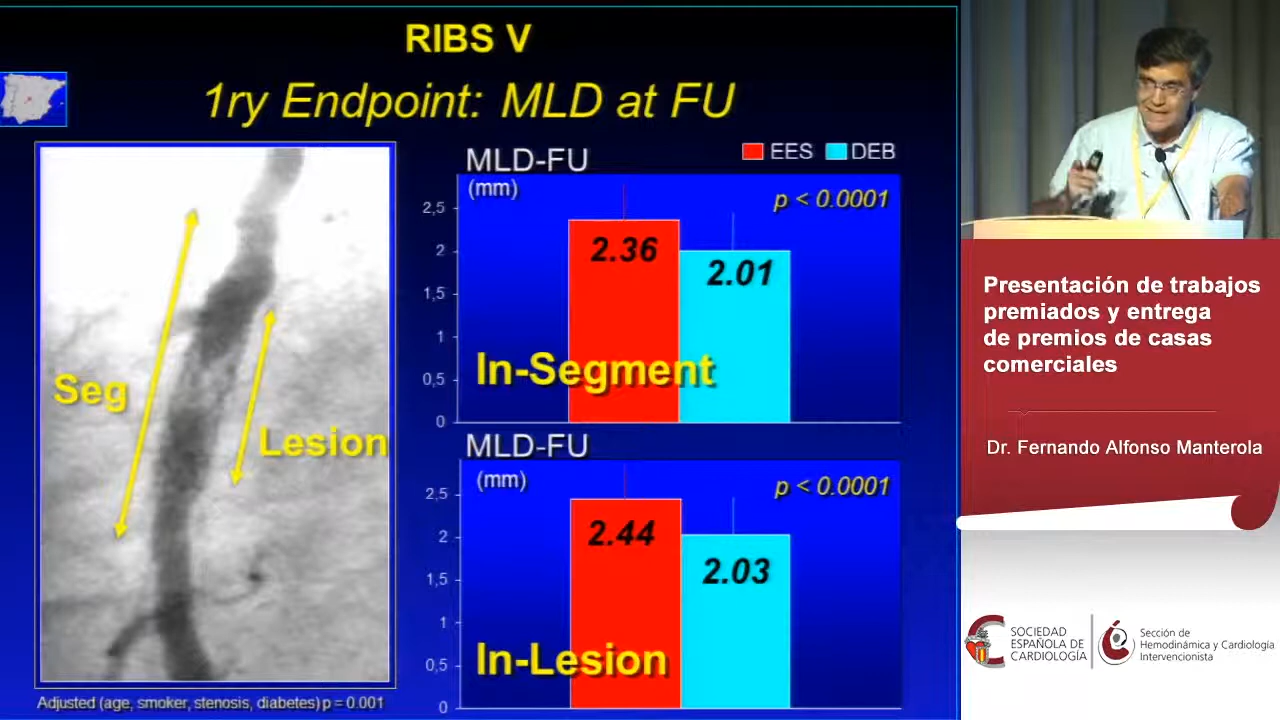 RIBS V
1ry Endpoint: MLD at FU
Seg
Lesion
Adjusted (age, smoker, stenosis, diabetes) p = 0.001
EES DEB
MLD-FU
(mm)
p < 0.0001
2,5
2
1,5
1
0,5
0
2.36
2.01
In-Segment
MLD-FU
(mm)
p < 0.0001
2,5
2
1,5
1
0,5
0
2.44
2.03
In-Lesion
Presentación de trabajos
premiados y entrega
de premios de casas
comerciales
Dr. Fernando Alfonso Manterola
SOCIEDAD
ESPAÑOLA DE
CARDIOLOGÍA
Sección de
Hemodinámica y Cardiología
Intervencionista